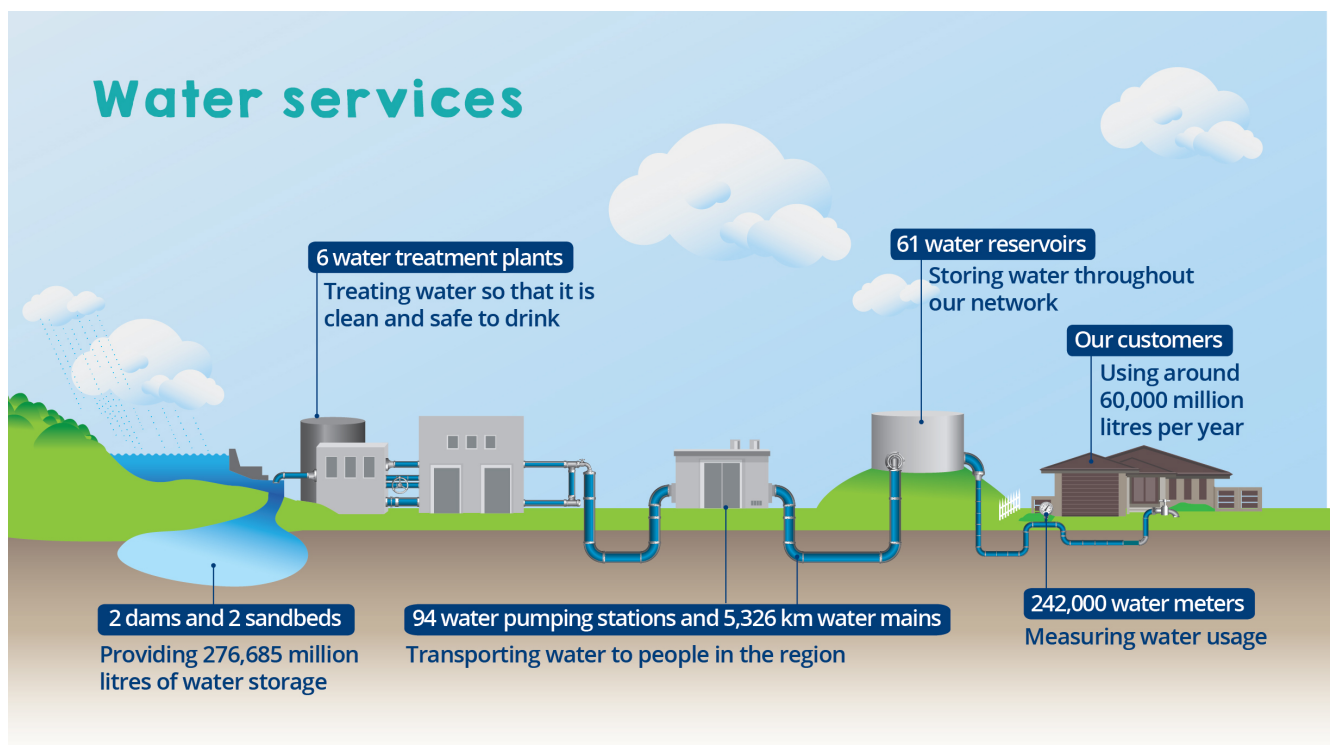 Water services
6 water treatment plants
Treating water so that it is
clean and safe to drink
61 water reservoirs
Storing water throughout
our network
Our customers
Using around
60,000 million
litres per year
2 dams and 2 sandbeds
Providing 276,685 million
litres of water storage
94 water pumping stations and 5,326 km water mains
Transporting water to people in the region
242,000 water meters
Measuring water usage